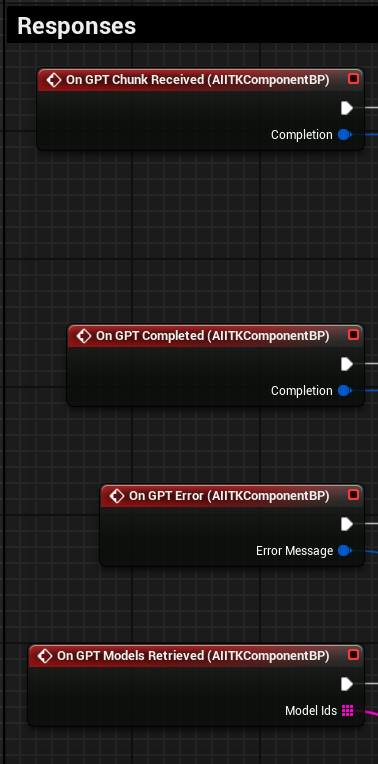 Responses
On GPT Chunk Received (AIITKComponentBP)
Completion
On GPT Completed (AIITKComponentBP)
Completion
On GPT Error (AIITKComponentBP)
Error Message
On GPT Models Retrieved (AIITKComponentBP)
Model Ids